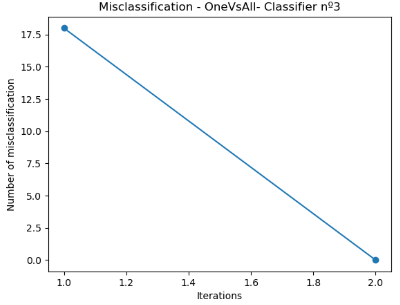 Misclassification - OneVsAll- Classifier nº3
17.5
15.0
12.5
10.0
7.5
5.0
2.5
0.0
Number of misclassification
1.0 1.2 1.4 1.6 1.8 2.0
Iterations